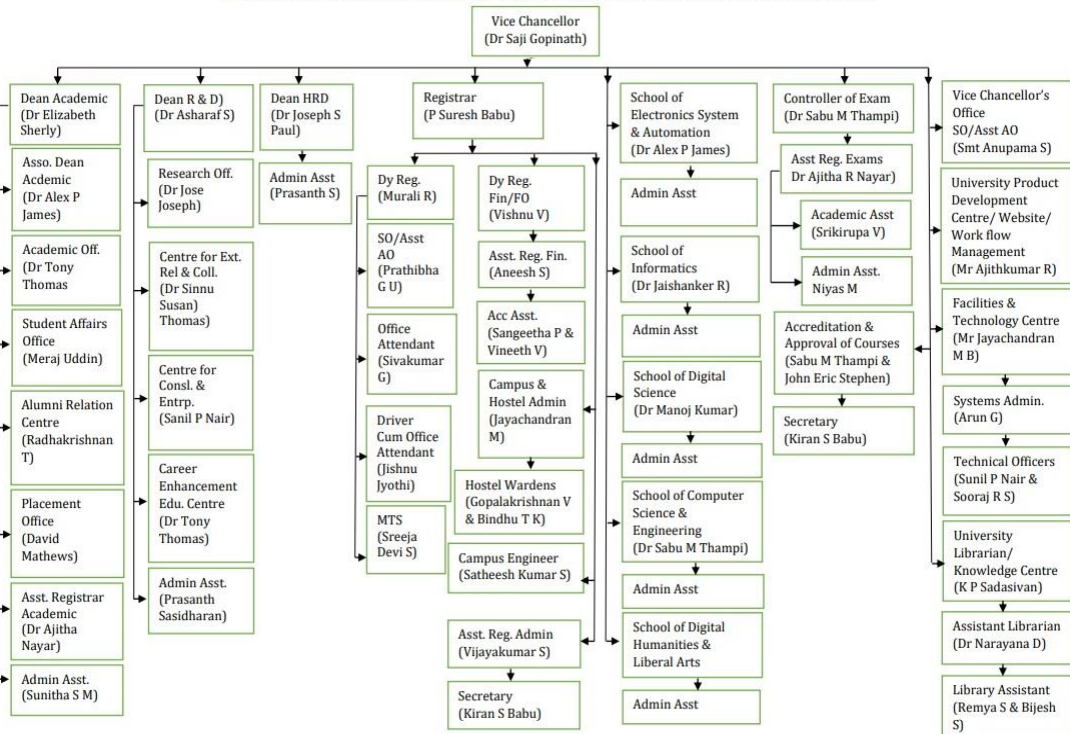 Vice Chancellor
(Dr Saji Gopinath)
Dean Academic
(Dr Elizabeth
Sherly)
Asso. Dean
Acdemic
(Dr Alex P
James)
Academic Off.
(Dr Tony
Thomas
Student Affairs
Office
(Meraj Uddin)
Alumni Relation
Centre
(Radhakrishnan
T)
Placement
Office
(David
Mathews)
Asst. Registrar
Academic
(Dr Ajitha
Nayar)
Admin Asst.
(Sunitha S M)
Dean R & D)
(Dr Asharaf S)
Research Off.
(Dr Jose
Joseph)
Centre for Ext.
Rel & Coll.
(Dr Sinnu
Susan)
Thomas)
Centre for
Consl. &
Entrp.
(Sanil P Nair)
Career
Enhancement
Edu. Centre
(Dr Tony
Thomas)
Admin Asst.
(Prasanth
Sasidharan)
Dean HRD
(Dr Joseph S
Paul)
Admin Asst
(Prasanth S)
Registrar
(P Suresh Babu)
Dy Reg.
(Murali R)
SO/Asst
AO
(Prathibha
G U)
Office
Attendant
(Sivakumar
G)
Driver
Cum Office
Attendant
(Jishnu
Jyothi)
MTS
(Sreeja
Devi S)
Dy Reg.
Fin/FO
(Vishnu V)
Asst. Reg. Fin.
(Aneesh S)
Acc Asst.
(Sangeetha P &
Vineeth V)
Campus &
Hostel Admin
(Jayachandran
M)
Hostel Wardens
(Gopalakrishnan V
& Bindhu T K)
Campus Engineer
(Satheesh Kumar S)
Asst. Reg. Admin
(Vijayakumar S)
Secretary
(Kiran S Babu)
School of
Electronics System
& Automation
(Dr Alex P James)
Admin Asst
School of
Informatics
(Dr Jaishanker R)
Admin Asst
School of Digital
Science
(Dr Manoj Kumar)
Admin Asst
School of Computer
Science &
Engineering
(Dr Sabu M Thampi)
Admin Asst
School of Digital
Humanities &
Liberal Arts
Admin Asst
Controller of Exam
(Dr Sabu M Thampi)
Asst Reg. Exams
Dr Ajitha R Nayar)
Academic Asst
(Srikirupa V)
Admin Asst.
Niyas M
Accreditation &
Approval of Courses
(Sabu M Thampi &
John Eric Stephen)
Secretary
(Kiran S Babu)
Vice Chancellor's
Office
SO/Asst AO
(Smt Anupama S)
University Product
Development
Centre/ Website/
Work flow
Management
(Mr Ajithkumar R)
Facilities &
Technology Centre
(Mr Jayachandran
M B)
Systems Admin.
(Arun G)
Technical Officers
(Sunil P Nair &
Sooraj R S)
University
Librarian/
Knowledge Centre
(K P Sadasivan)
Assistant Librarian
(Dr Narayana D)
Library Assistant
(Remya S & Bijesh
S)